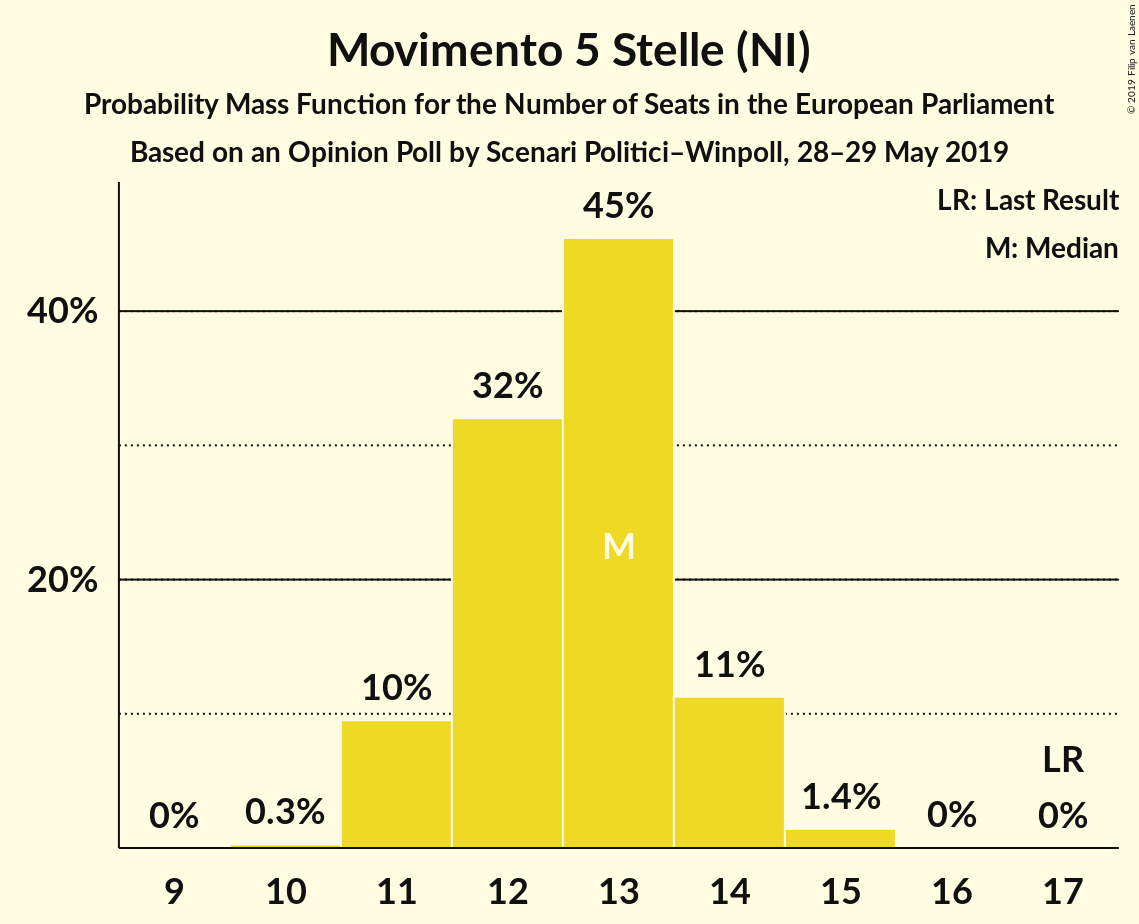 Movimento 5 Stelle (NI)
Probability Mass Function for the Number of Seats in the European Parliament
Based on an Opinion Poll by Scenari Politici–Winpoll, 28–29 May 2019
© 2019 Filip van Laenen
LR: Last Result
M: Median
40%
20%
0%
0.3%
10%
32%
45%
M
11%
1.4%
0%
LR
0%
9
10
11
12
13
14
15
16
17